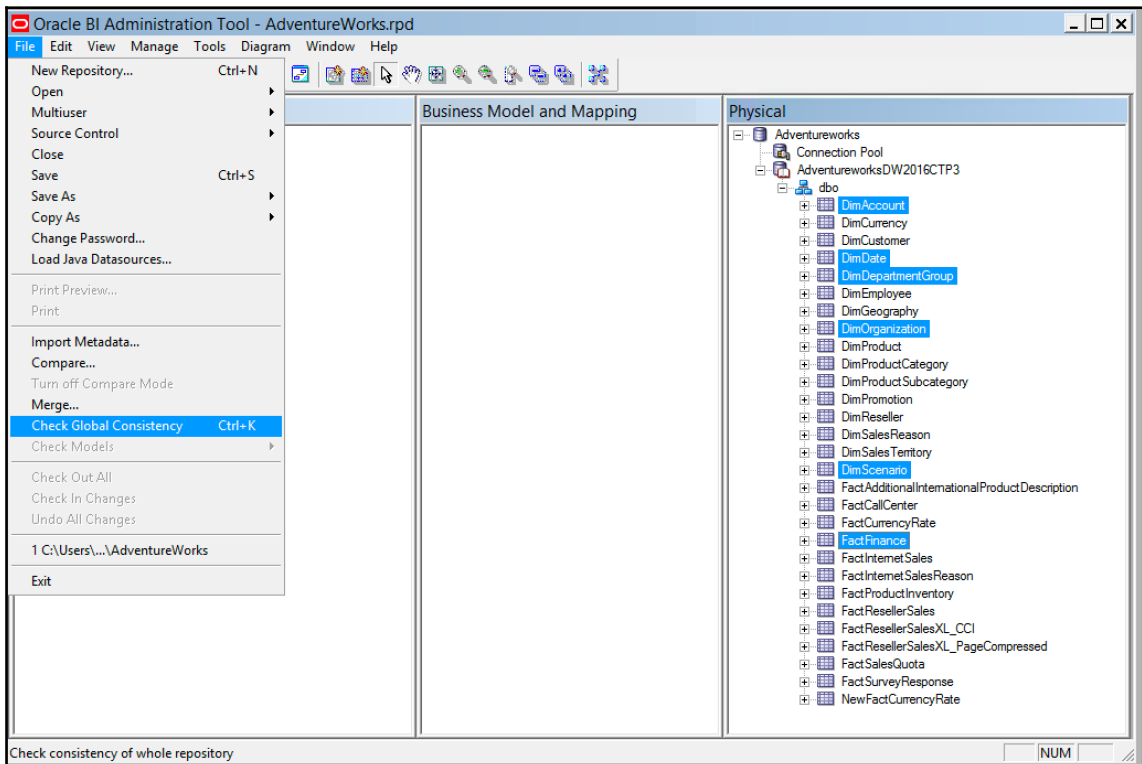 Oracle BI Administration Tool - AdventureWorks.rpd
File Edit View Manage Tools Diagram Window Help
New Repository... Ctrl+N
Open
Multiuser
Source Control
Close
Save Ctrl+S
Save As
Copy As
Change Password...
Load Java Datasources...
Print Preview...
Print
Import Metadata...
Compare...
Turn off Compare Mode
Merge...
Check Global Consistency Ctrl+K
Check Models
Check Out All
Check In Changes
Undo All Changes
1 C:\Users\...\AdventureWorks
Exit
Business Model and Mapping
Physical
Adventureworks
Connection Pool
AdventureworksDW2016CTP3
dbo
DimAccount
DimCurrency
DimCustomer
DimDate
DimDepartmentGroup
DimEmployee
DimGeography
DimOrganization
DimProduct
DimProductCategory
DimProductSubcategory
DimPromotion
DimReseller
DimSalesReason
DimSalesTerritory
DimScenario
FactAdditionalInternationalProductDescription
FactCallCenter
FactCurrencyRate
FactFinance
FactInternetSales
FactInternetSalesReason
FactProductInventory
FactResellerSales
FactResellerSalesXL_CCI
FactResellerSalesXL_PageCompressed
FactSalesQuota
FactSurveyResponse
NewFactCurrencyRate
Check consistency of whole repository
NUM